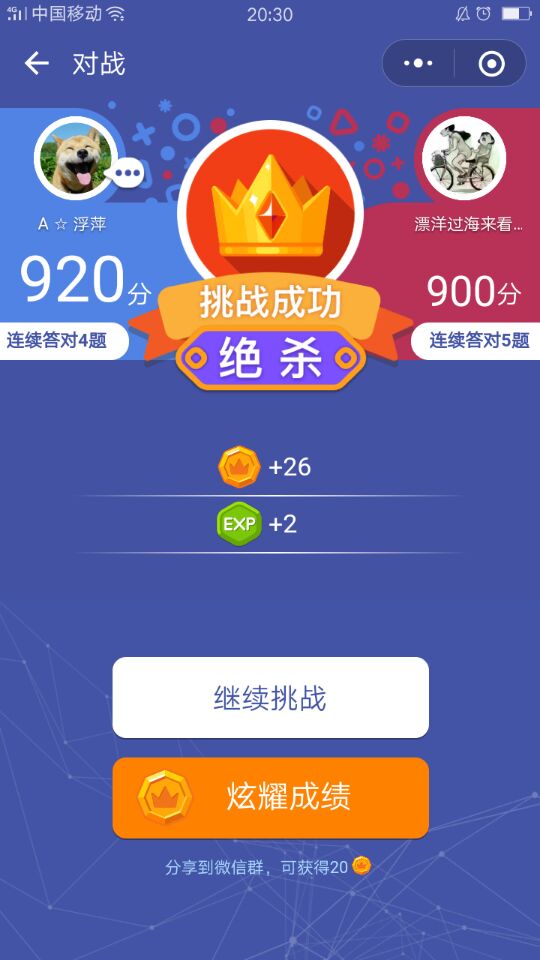 4G 中国移动 20:30
对战
A ☆ 浮萍
漂洋过海来看...
920分
900分
挑战成功
连续答对4题
连续答对5题
绝杀
+26
EXP +2
继续挑战
炫耀成绩
分享到微信群，可获得20